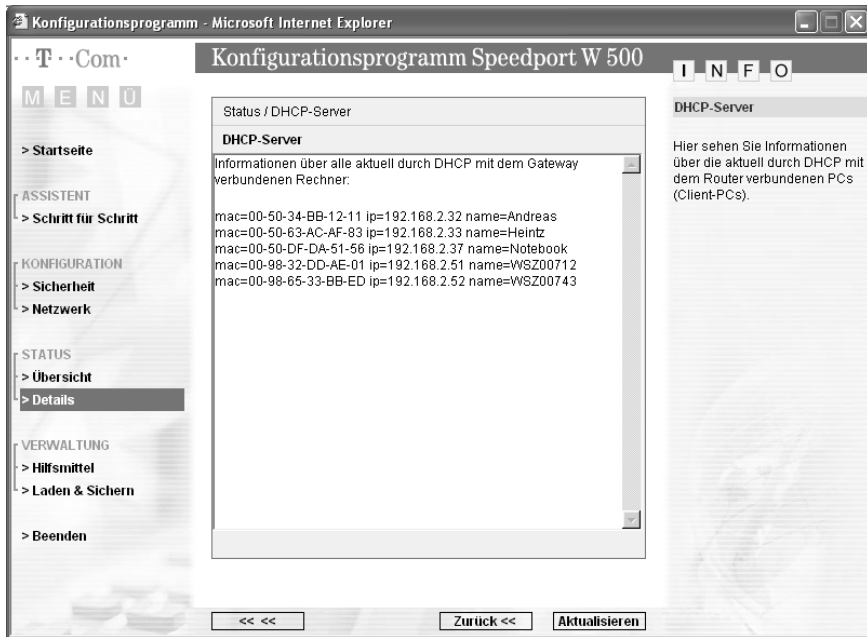 Konfigurationsprogramm - Microsoft Internet Explorer
·· T ··Com·
Konfigurationsprogramm Speedport W 500
INFO
MENÜ
> Startseite
ASSISTENT
> Schritt für Schritt
KONFIGURATION
> Sicherheit
> Netzwerk
STATUS
> Übersicht
> Details
VERWALTUNG
> Hilfsmittel
> Laden & Sichern
> Beenden
Status / DHCP-Server
DHCP-Server
Informationen über alle aktuell durch DHCP mit dem Gateway
verbundenen Rechner:
mac=00-50-34-BB-12-11 ip=192.168.2.32 name=Andreas
mac=00-50-63-AC-AF-83 ip=192.168.2.33 name=Heintz
mac=00-50-DF-DA-51-56 ip=192.168.2.37 name=Notebook
mac=00-98-32-DD-AE-01 ip=192.168.2.51 name=WSZ00712
mac=00-98-65-33-BB-ED ip=192.168.2.52 name=WSZ00743
<< <<
Zurück <<
Aktualisieren
DHCP-Server
Hier sehen Sie Informationen
über die aktuell durch DHCP mit
dem Router verbundenen PCs
(Client-PCs).